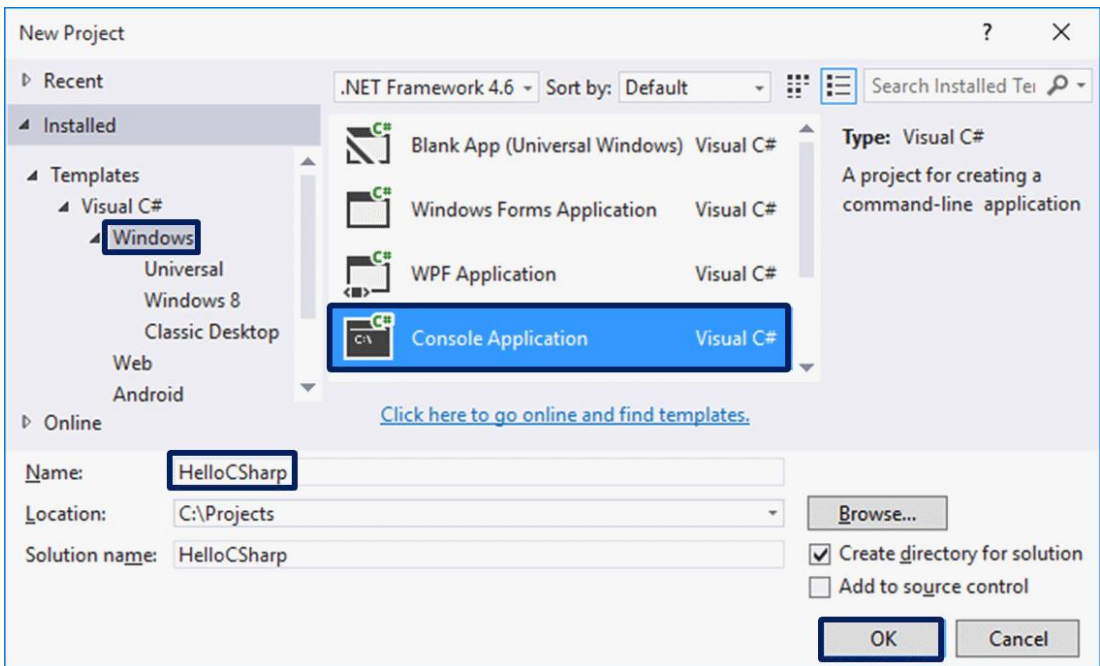 New Project
?
Recent
.NET Framework 4.6
Sort by:
Default
Search Installed Te
Installed
Templates
Visual C#
Windows
Universal
Windows 8
Classic Desktop
Web
Android
Online
C# Blank App (Universal Windows) Visual C#
C# Windows Forms Application Visual C#
C# WPF Application Visual C#
C# C:\ Console Application Visual C#
Click here to go online and find templates.
Type: Visual C#
A project for creating a
command-line application
Name: HelloCSharp
Location: C:\Projects
Browse...
Solution name: HelloCSharp
Create directory for solution
Add to source control
OK
Cancel